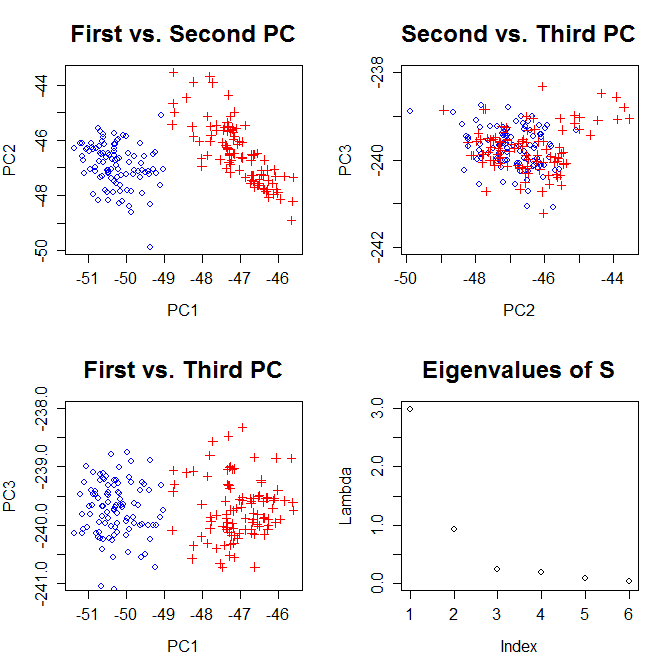 First vs. Second PC
-44
-46
-48
-50
PC2
-51 -50 -49 -48 -47 -46
PC1
Second vs. Third PC
-238
-240
-242
PC3
-50 -48 -46 -44
PC2
First vs. Third PC
-238.0
-239.0
-240.0
-241.0
PC3
-51 -50 -49 -48 -47 -46
PC1
Eigenvalues of S
3.0
1.0
0.0
Lambda
1 2 3 4 5 6
Index